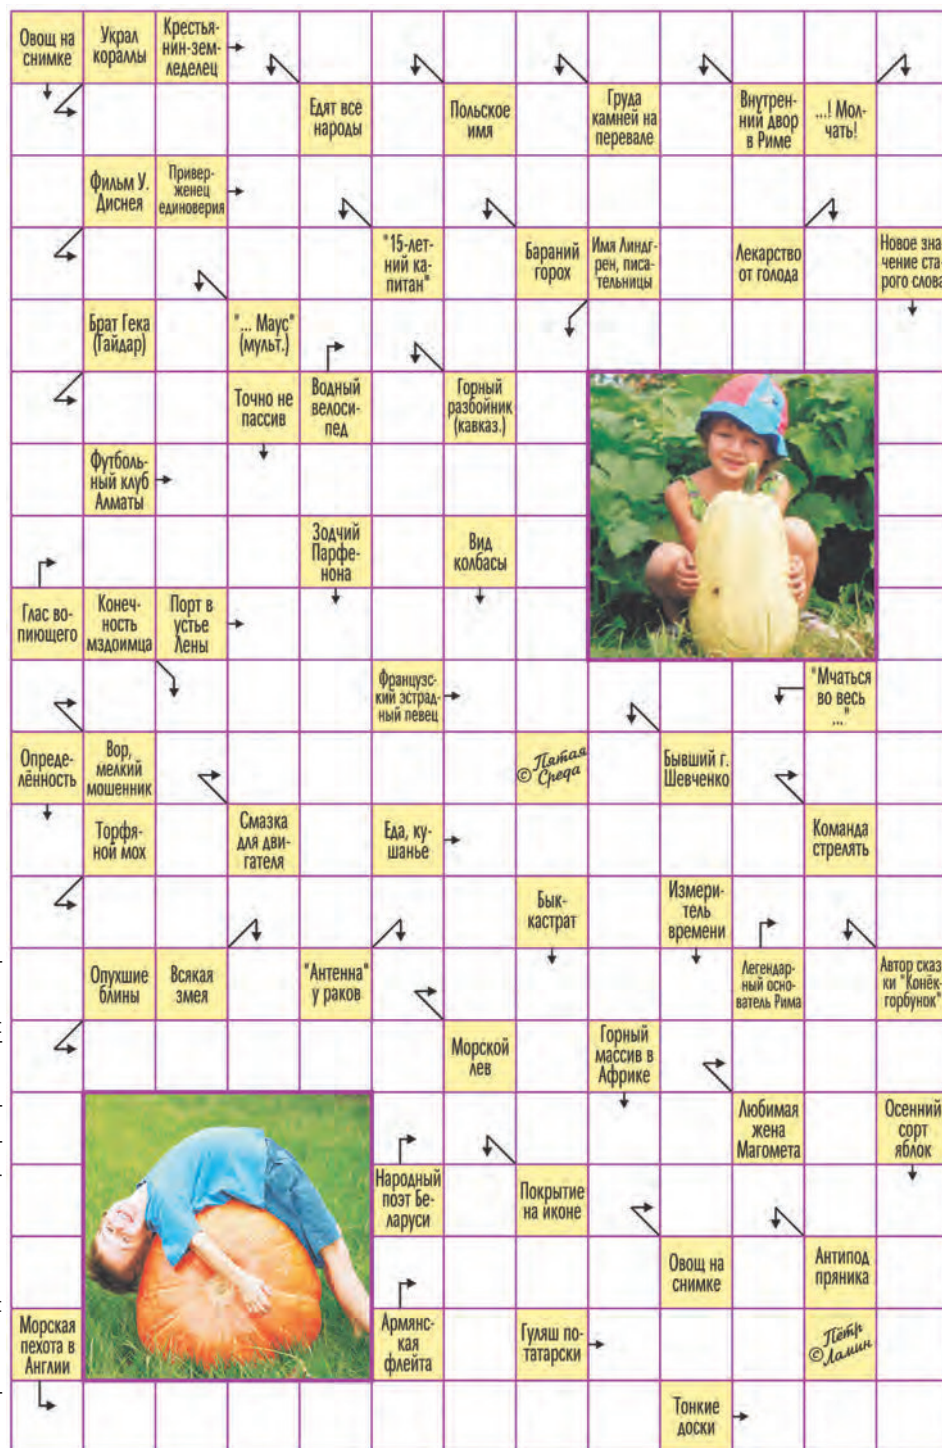 Овощ на
снимке
Украл
кораллы
Крестья-
нин-зем-
леделец
Едят все
народы
Польское
имя
Груда
камней на
перевале
Внутрен-
ний двор
в Риме
...! Мол-
чать!
Фильм У.
Диснея
Привер-
женец
единоверия
"15-лет-
ний ка-
питан"
Бараний
горох
Имя Линдг-
рен, писа-
тельницы
Лекарство
от голода
Новое зна-
чение ста-
рого слова
Брат Гека
(Гайдар)
"... Маус"
(мульт.)
Точно не
пассив
Водный
велоси-
пед
Горный
разбойник
(кавказ.)
Футболь-
ный клуб
Алматы
Зодчий
Парфе-
нона
Вид
колбасы
Глас во-
пиющего
Конеч-
ность
мздоимца
Порт в
устье
Лены
Французс-
кий эстрад-
ный певец
"Мчаться
во весь
..."
Опреде-
лённость
Вор,
мелкий
мошенник
© Пятая
Среда
Бывший г.
Шевченко
Торфя-
ной мох
Смазка
для дви-
гателя
Еда, ку-
шанье
Команда
стрелять
Бык-
кастрат
Измери-
тель
времени
Опухшие
блины
Всякая
змея
"Антенна"
у раков
Легендар-
ный осно-
ватель Рима
Автор сказ-
ки "Конёк-
горбунок"
Морской
лев
Горный
массив в
Африке
Любимая
жена
Магомета
Осенний
сорт
яблок
Народный
поэт Бе-
ларуси
Покрытие
на иконе
Овощ на
снимке
Антипод
пряника
Морская
пехота в
Англии
Армянс-
кая
флейта
Гуляш по-
татарски
Пётр
© Ламин
Тонкие
доски